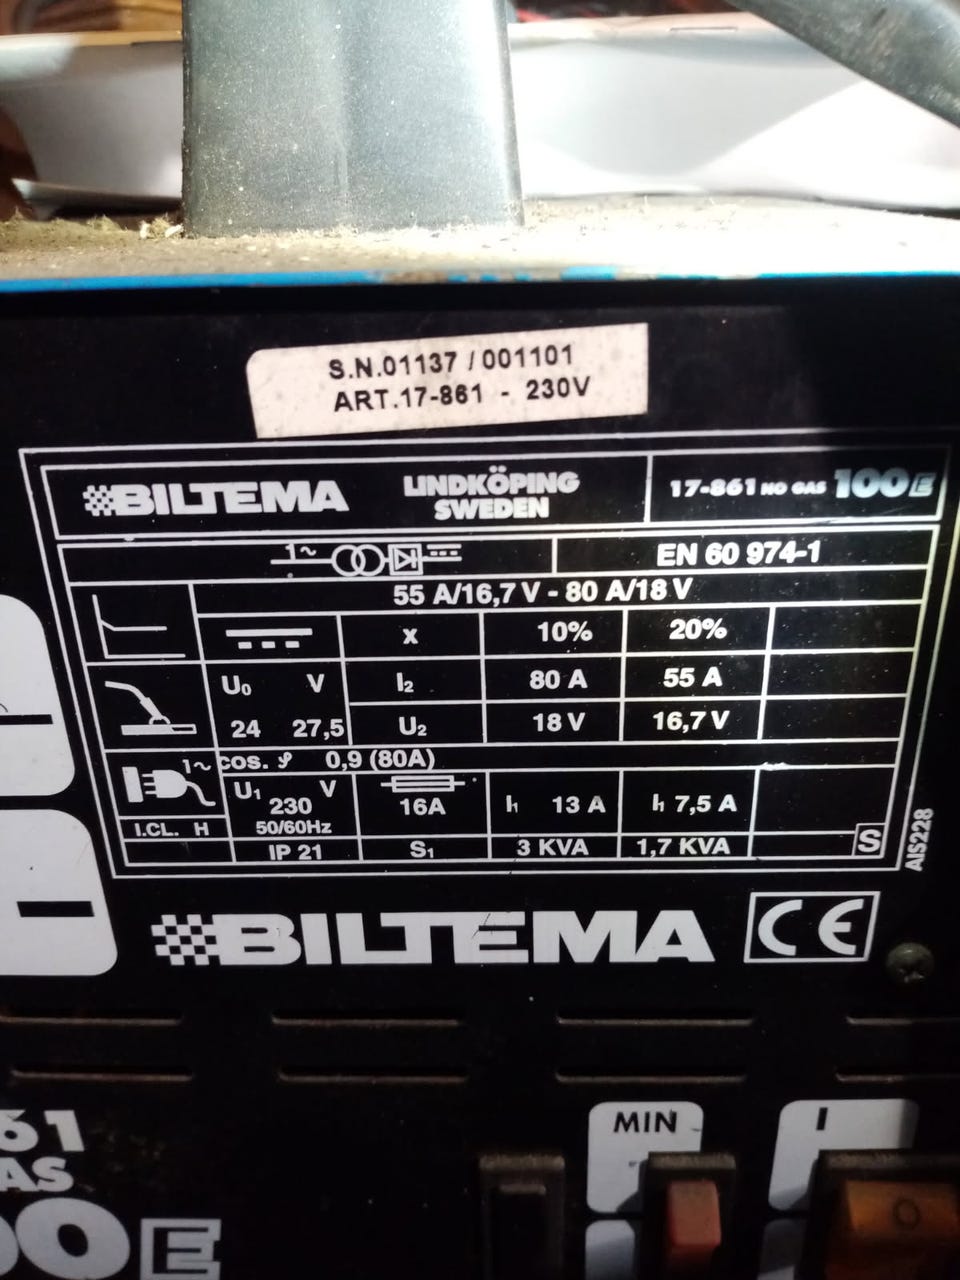 S.N.01137 / 001101
ART.17-861 - 230V
BILTEMA
LINDKÖPING
SWEDEN
17-861 NO GAS 100E
1~
EN 60 974-1
55 A/16,7 V - 80 A/18 V
X 10% 20%
U₀ V I₂ 80 A 55 A
24 27,5 U₂ 18 V 16,7 V
1~ cos. φ 0,9 (80A)
U₁ V
230
50/60Hz
16A
I₁ 13 A I₁ 7,5 A
I.CL. H
IP 21 S₁ 3 KVA 1,7 KVA S
AIS228
BILTEMA CE
61
AS
00E
MIN
I
O